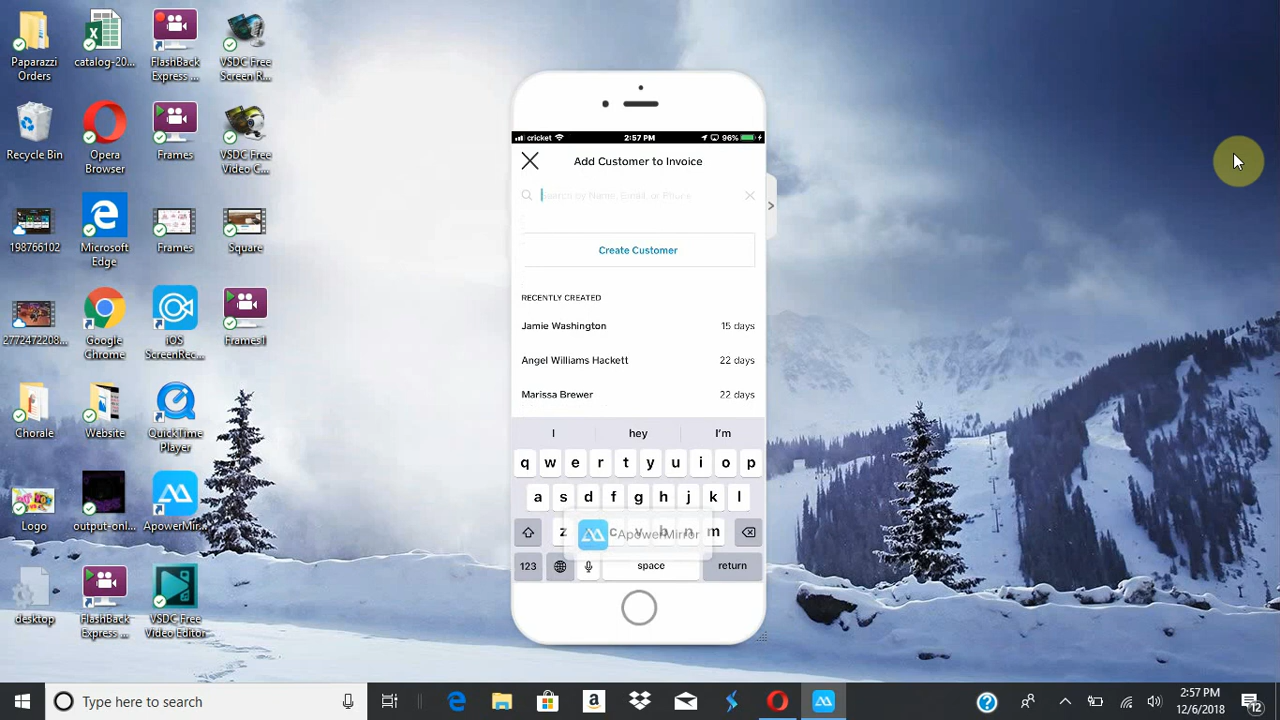 Paparazzi
Orders
catalog-20...
FlashBack
Express ...
VSDC Free
Screen R...
Recycle Bin
Opera
Browser
Frames
VSDC Free
Video C...
198766102
Microsoft
Edge
Frames
Square
2772472208...
Google
Chrome
iOS
ScreenRec...
Frames1
Chorale
Website
QuickTime
Player
Logo
output-onl...
ApowerMir...
desktop
FlashBack
Express ...
VSDC Free
Video Editor
cricket
2:57 PM
96%
Add Customer to Invoice
Search by Name, Email, or Phone
Create Customer
RECENTLY CREATED
Jamie Washington 15 days
Angel Williams Hackett 22 days
Marissa Brewer 22 days
I hey I'm
q w e r t y u i o p
a s d f g h j k l
z c v b n m
ApowerMirror
123 space return
Type here to search
2:57 PM
12/6/2018
12